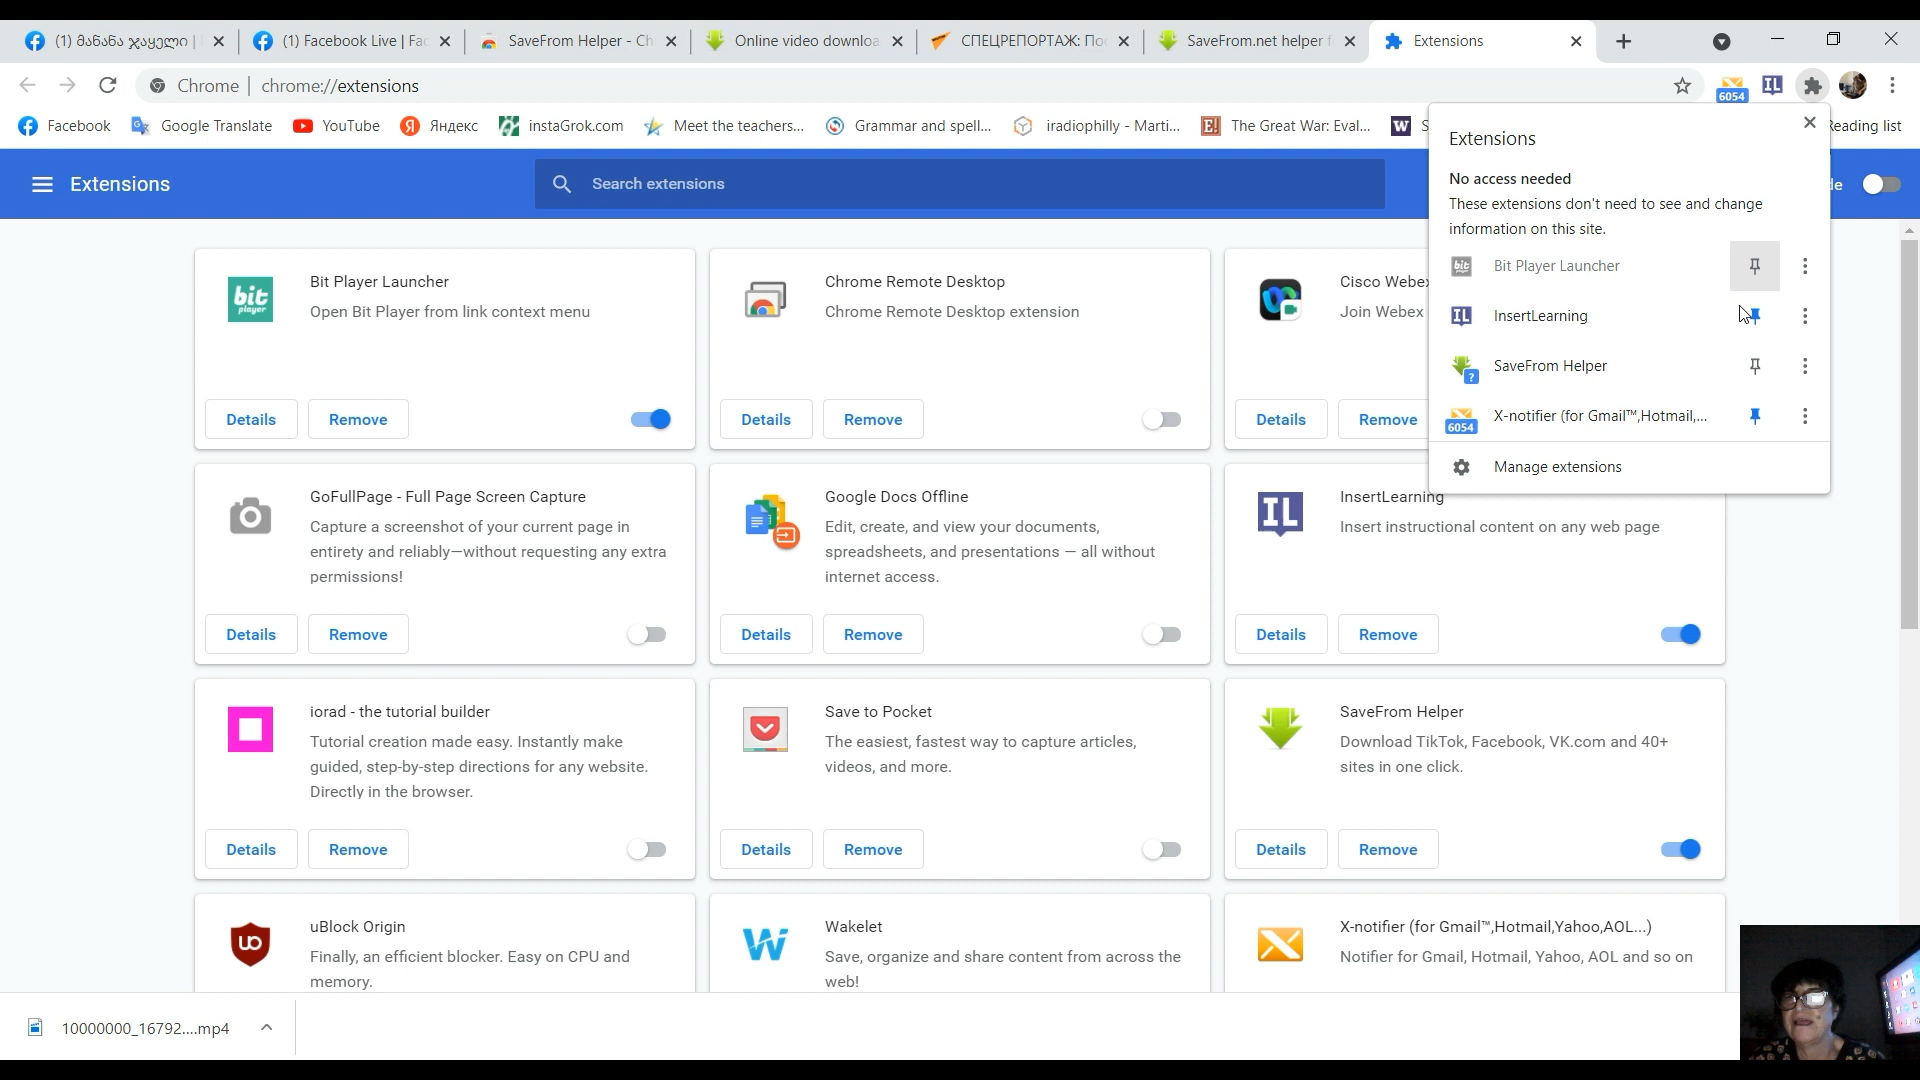 (1) მანანა ჯაყელი |
(1) Facebook Live | Fac
SaveFrom Helper - Ch
Online video downloa
СПЕЦРЕПОРТАЖ: Пос
SaveFrom.net helper f
Extensions
Chrome | chrome://extensions
6054
IL
Facebook
Google Translate
YouTube
Яндекс
instaGrok.com
Meet the teachers...
Grammar and spell...
iradiophilly - Marti...
The Great War: Eval...
Reading list
Extensions
Search extensions
Extensions
No access needed
These extensions don't need to see and change
information on this site.
Bit Player Launcher
InsertLearning
SaveFrom Helper
X-notifier (for Gmail™,Hotmail,...
6054
Manage extensions
bit
player
Bit Player Launcher
Open Bit Player from link context menu
Details
Remove
Chrome Remote Desktop
Chrome Remote Desktop extension
Details
Remove
Cisco Webex
Join Webex
Details
Remove
GoFullPage - Full Page Screen Capture
Capture a screenshot of your current page in
entirety and reliably—without requesting any extra
permissions!
Details
Remove
Google Docs Offline
Edit, create, and view your documents,
spreadsheets, and presentations — all without
internet access.
Details
Remove
IL
InsertLearning
Insert instructional content on any web page
Details
Remove
iorad - the tutorial builder
Tutorial creation made easy. Instantly make
guided, step-by-step directions for any website.
Directly in the browser.
Details
Remove
Save to Pocket
The easiest, fastest way to capture articles,
videos, and more.
Details
Remove
SaveFrom Helper
Download TikTok, Facebook, VK.com and 40+
sites in one click.
Details
Remove
uBlock Origin
Finally, an efficient blocker. Easy on CPU and
memory.
Wakelet
Save, organize and share content from across the
web!
X-notifier (for Gmail™,Hotmail,Yahoo,AOL...)
Notifier for Gmail, Hotmail, Yahoo, AOL and so on
10000000_16792....mp4